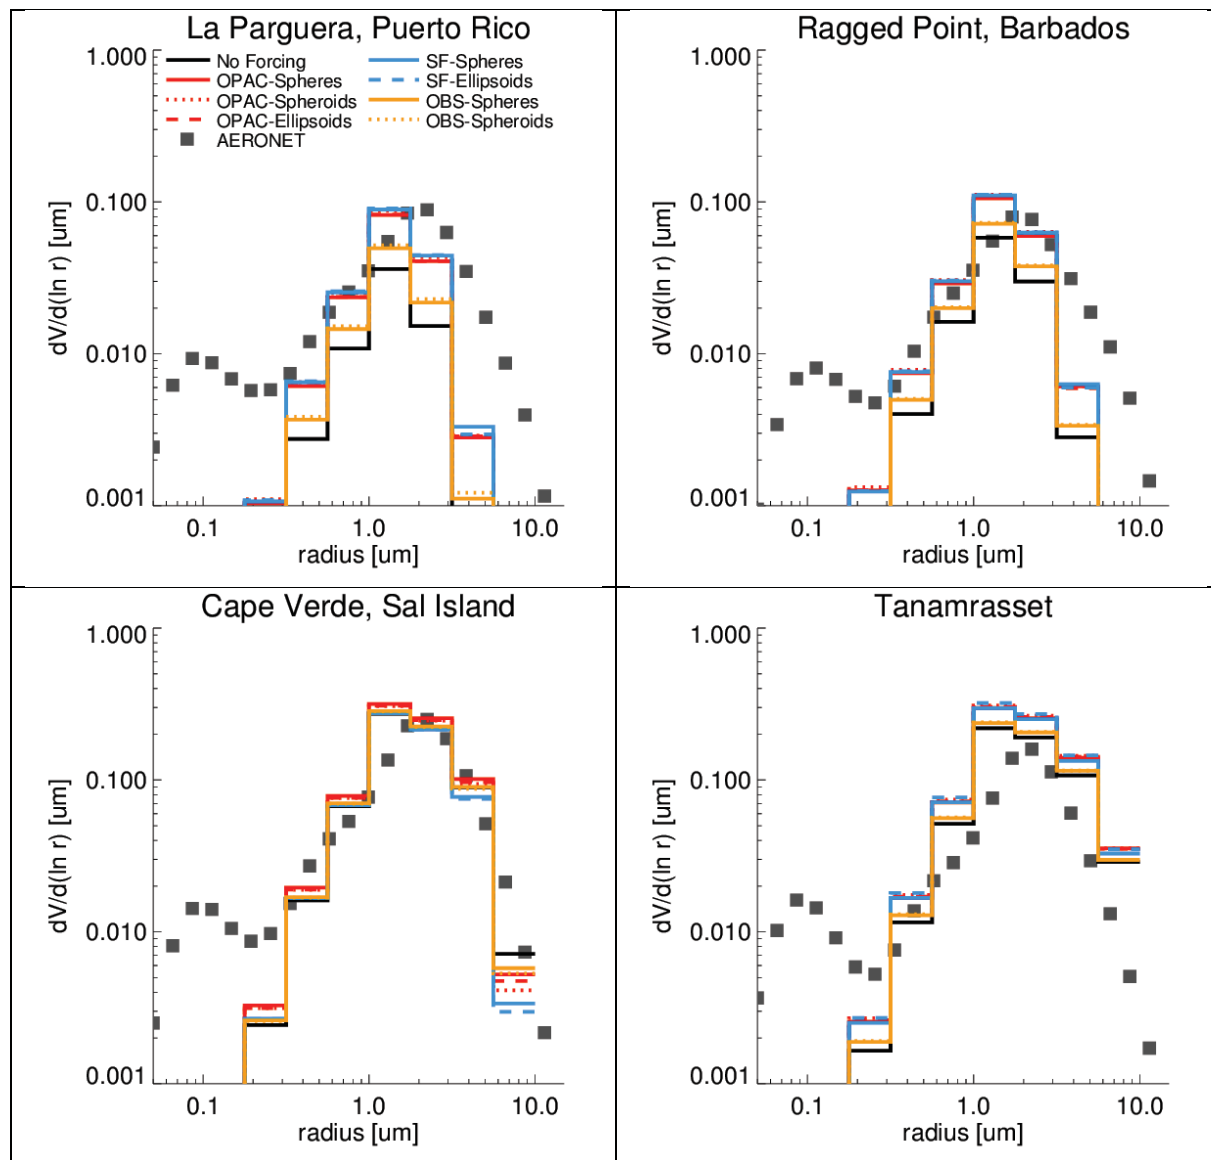 La Parguera, Puerto Rico
1.000
No Forcing
SF-Spheres
OPAC-Spheres
SF-Ellipsoids
OPAC-Spheroids
OBS-Spheres
OPAC-Ellipsoids
OBS-Spheroids
AERONET
0.100
0.010
0.001
dV/d(ln r) [um]
0.1
1.0
10.0
radius [um]
Ragged Point, Barbados
1.000
0.100
0.010
0.001
dV/d(ln r) [um]
0.1
1.0
10.0
radius [um]
Cape Verde, Sal Island
1.000
0.100
0.010
0.001
dV/d(ln r) [um]
0.1
1.0
10.0
radius [um]
Tanamrasset
1.000
0.100
0.010
0.001
dV/d(ln r) [um]
0.1
1.0
10.0
radius [um]